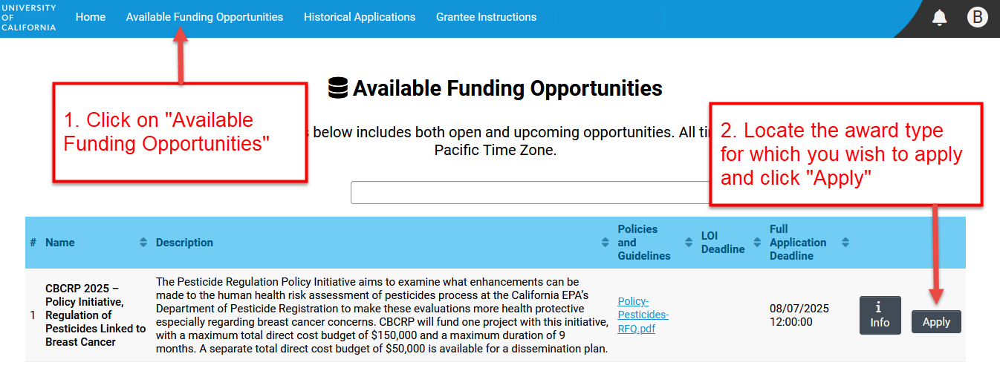 UNIVERSITY
OF
CALIFORNIA
Home Available Funding Opportunities Historical Applications Grantee Instructions B
Available Funding Opportunities
1. Click on "Available
Funding Opportunities"
below includes both open and upcoming opportunities. All
Pacific Time Zone.
2. Locate the award type
for which you wish to apply
and click "Apply"
# Name Description
Policies
and
Guidelines
LOI
Deadline
Full
Application
Deadline
1
CBCRP 2025 –
Policy Initiative,
Regulation of
Pesticides Linked to
Breast Cancer
The Pesticide Regulation Policy Initiative aims to examine what enhancements can be
made to the human health risk assessment of pesticides process at the California EPA's
Department of Pesticide Registration to make these evaluations more health protective
especially regarding breast cancer concerns. CBCRP will fund one project with this initiative,
with a maximum total direct cost budget of $150,000 and a maximum duration of 9
months. A separate total direct cost budget of $50,000 is available for a dissemination plan.
Policy-
Pesticides-
RFQ.pdf
08/07/2025
12:00:00
i
Info
Apply